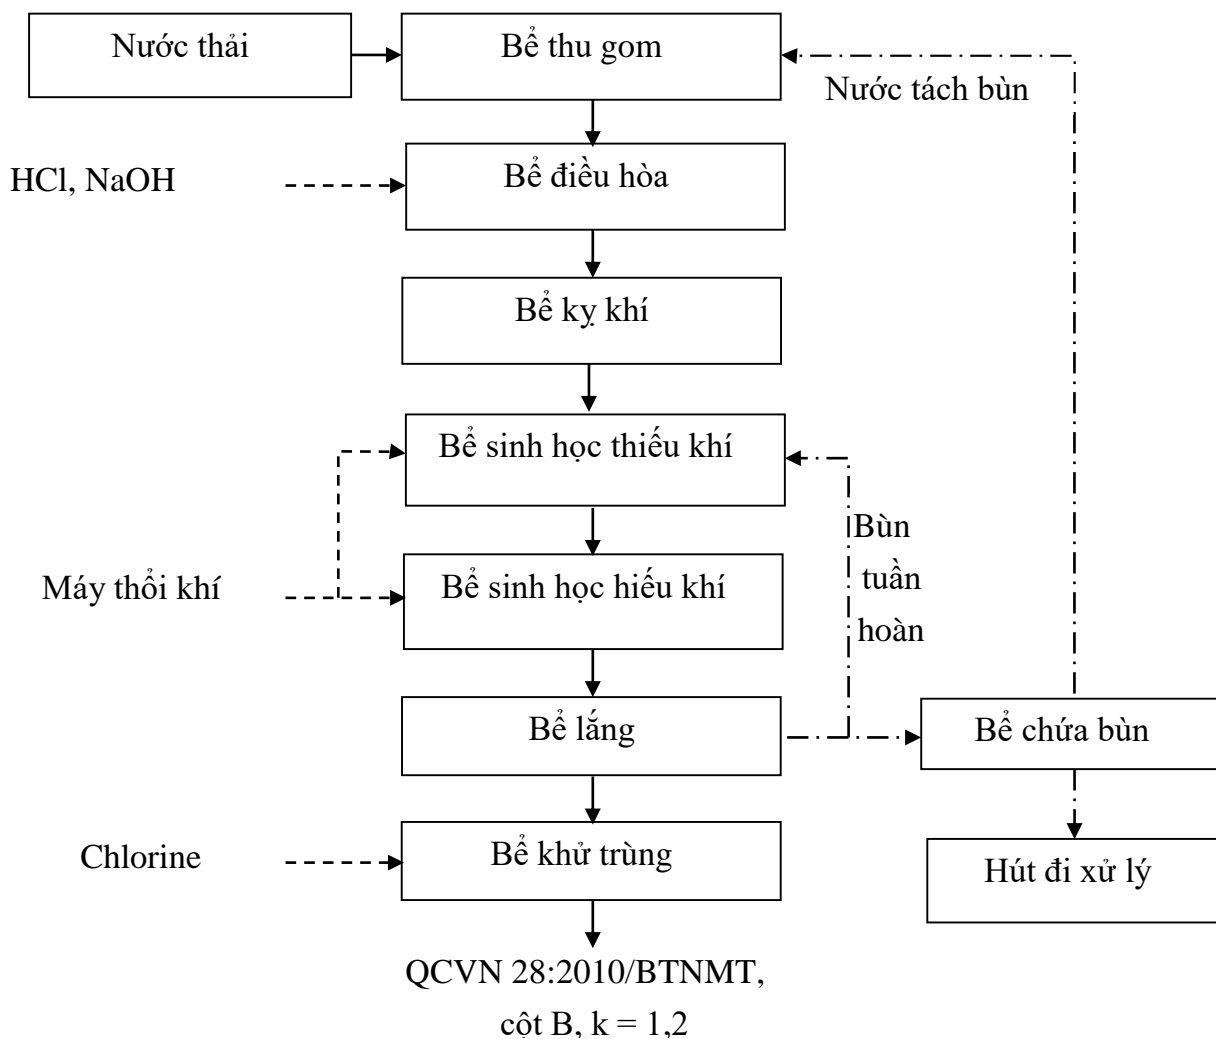 Nước thải
Bể thu gom
Nước tách bùn
HCl, NaOH
Bể điều hòa
Bể kỵ khí
Bể sinh học thiếu khí
Bùn
tuần
hoàn
Máy thổi khí
Bể sinh học hiếu khí
Bể lắng
Bể chứa bùn
Chlorine
Bể khử trùng
Hút đi xử lý
QCVN 28:2010/BTNMT,
cột B, k = 1,2